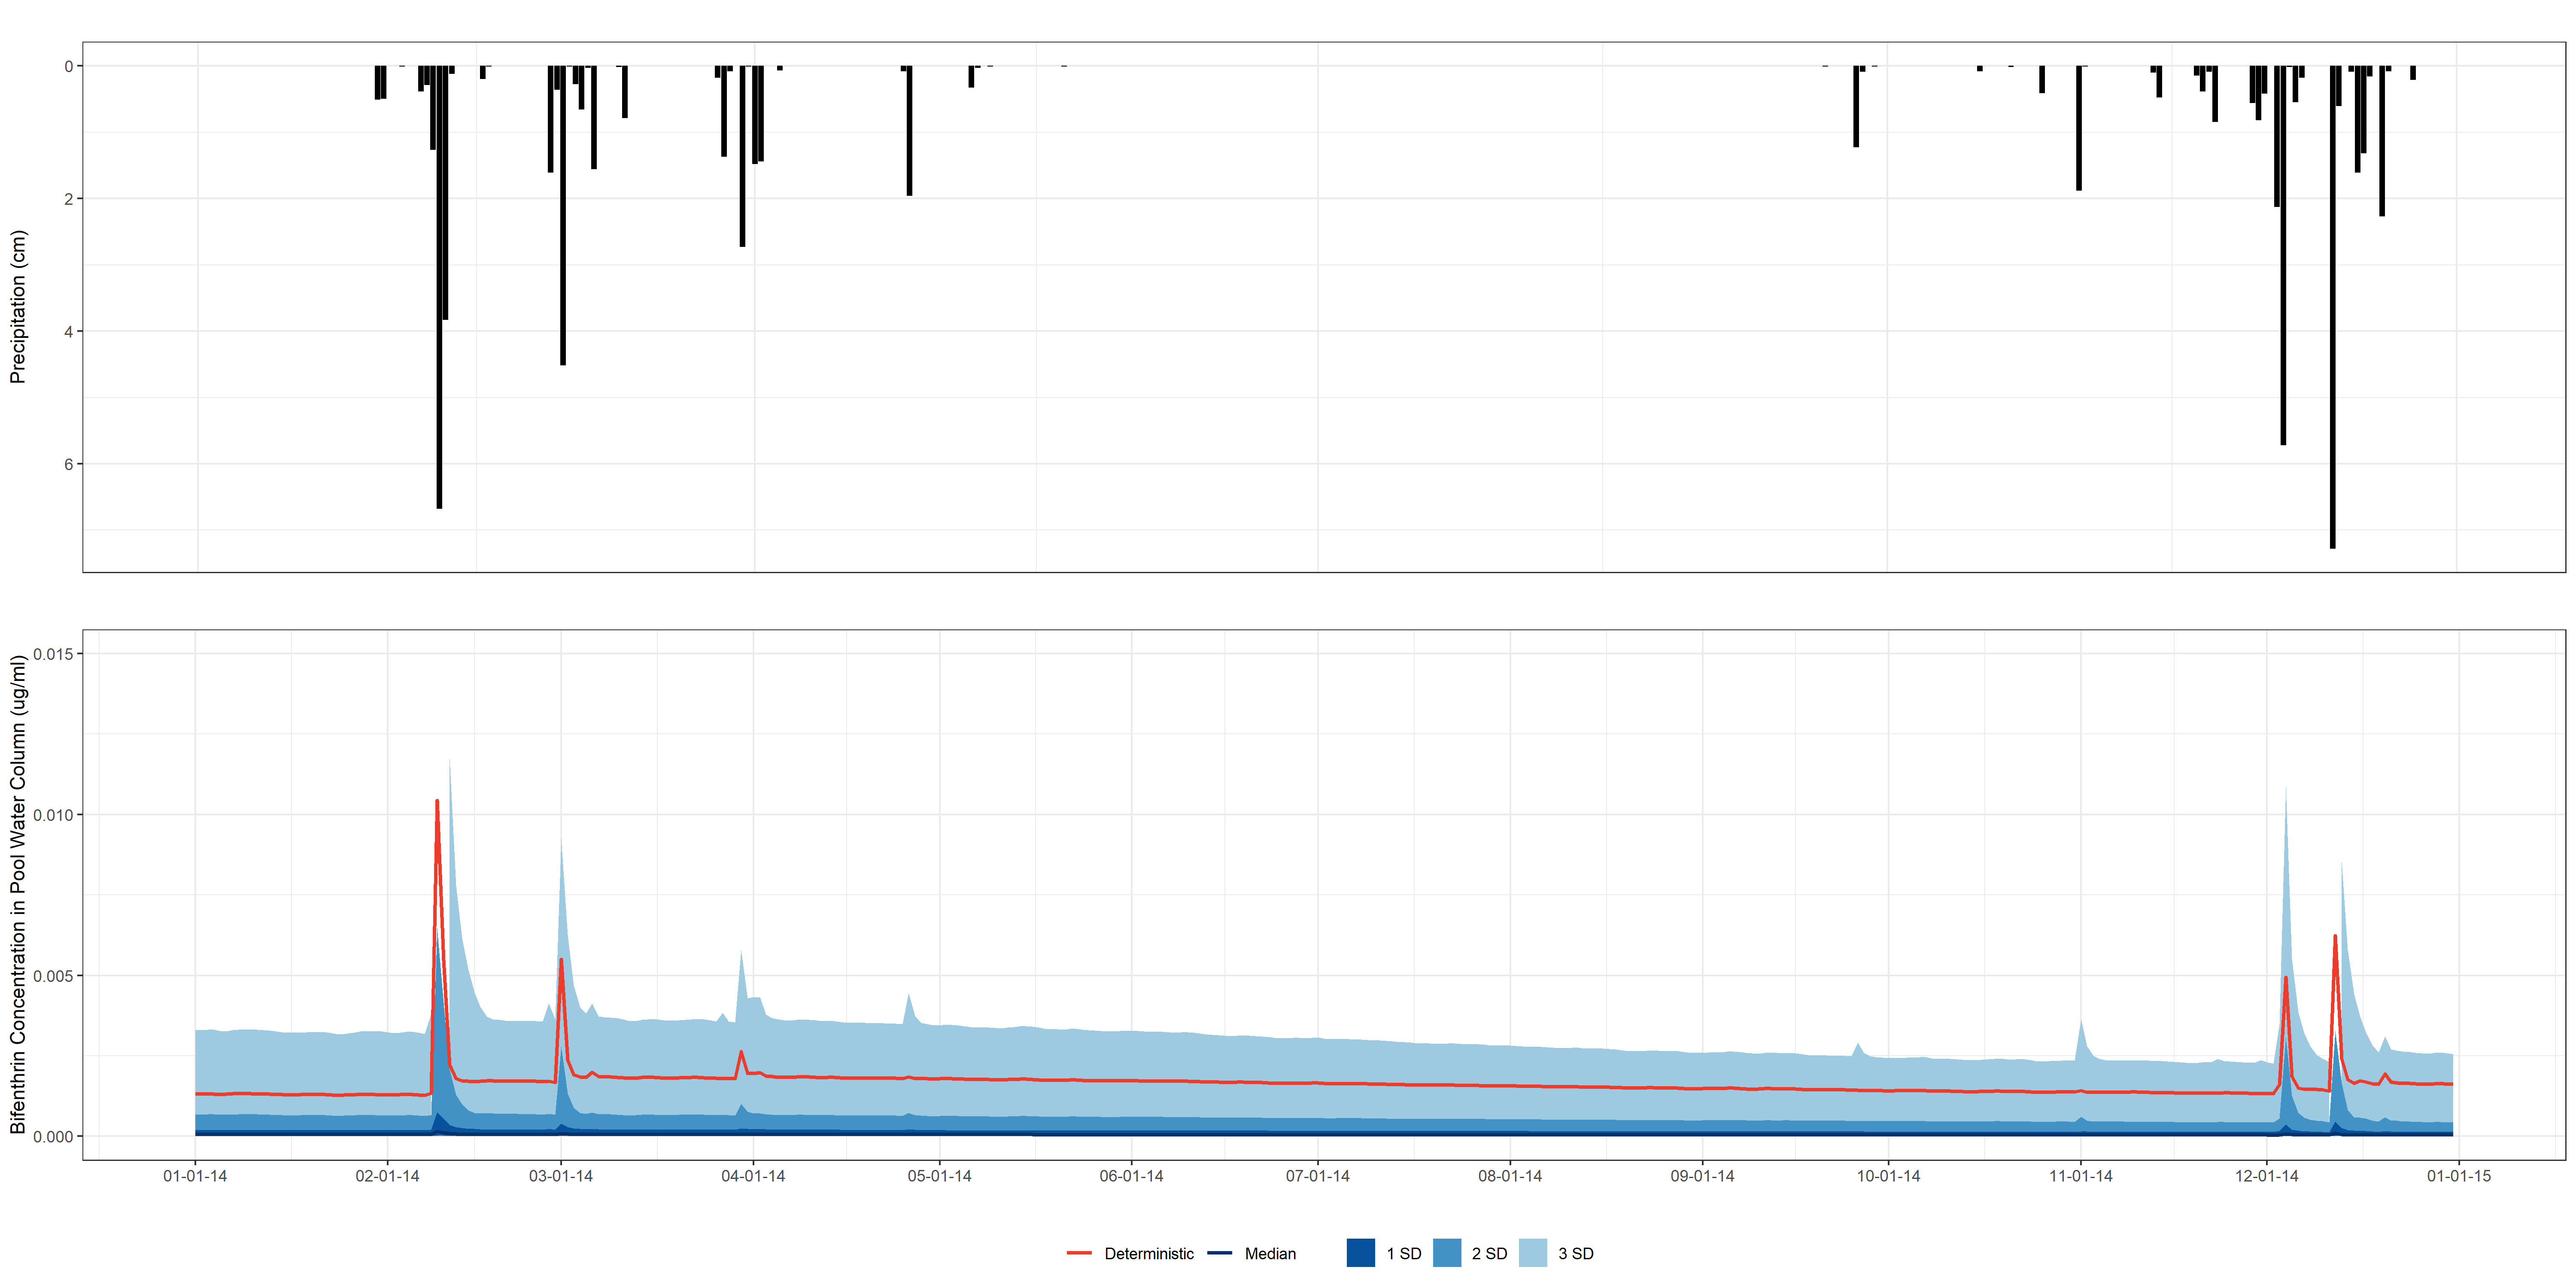 Precipitation (cm)
0
2
4
6
Bifenthrin Concentration in Pool Water Column (ug/ml)
0.015
0.010
0.005
0.000
01-01-14 02-01-14 03-01-14 04-01-14 05-01-14 06-01-14 07-01-14 08-01-14 09-01-14 10-01-14 11-01-14 12-01-14 01-01-15
Deterministic Median 1 SD 2 SD 3 SD